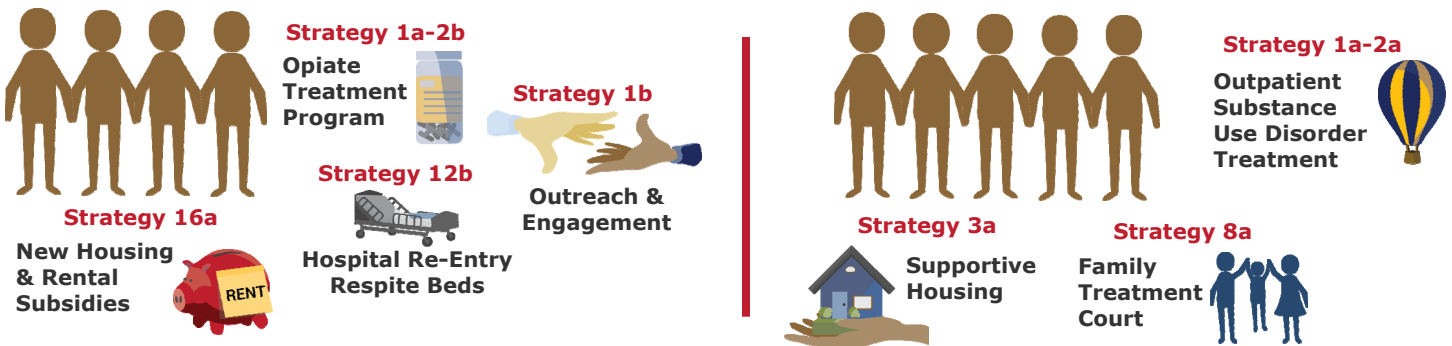 Strategy 1a-2b
Opiate
Treatment
Program
Strategy 1b
Outreach &
Engagement
Strategy 12b
Hospital Re-Entry
Respite Beds
Strategy 16a
New Housing
& Rental
Subsidies
RENT
Strategy 1a-2a
Outpatient
Substance
Use Disorder
Treatment
Strategy 3a
Supportive
Housing
Strategy 8a
Family
Treatment
Court